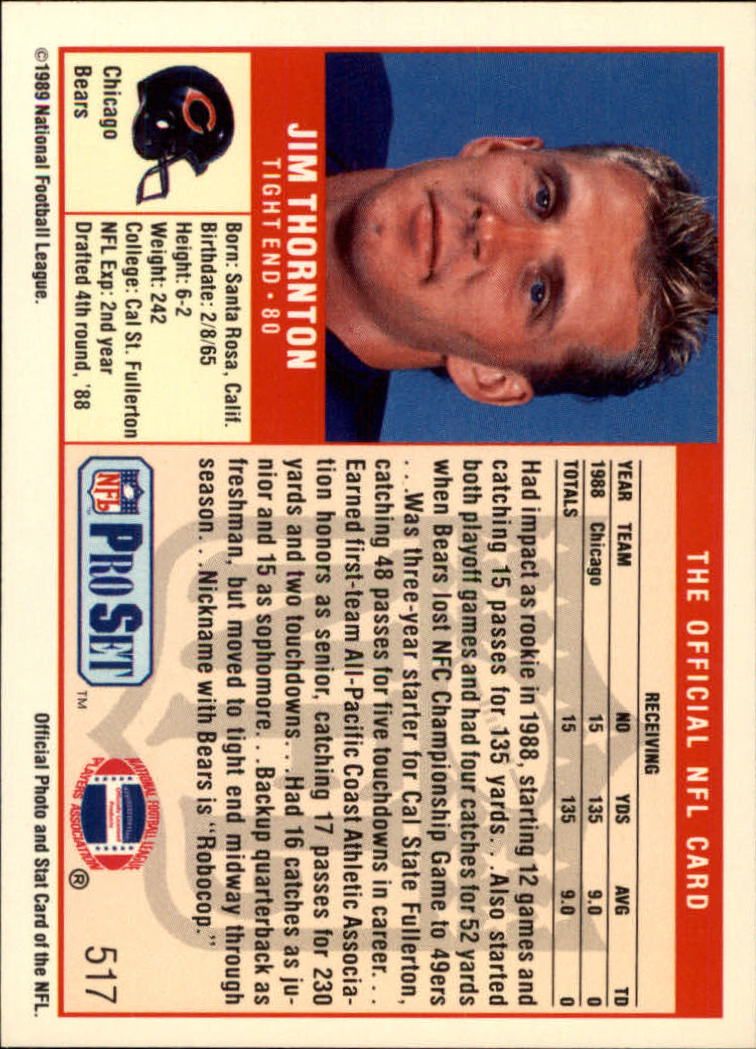 THE OFFICIAL NFL CARD
JIM THORNTON
TIGHT END • 80
C
Chicago
Bears
Born: Santa Rosa, Calif.
Birthdate: 2/8/65
Height: 6-2
Weight: 242
College: Cal St. Fullerton
NFL Exp: 2nd year
Drafted 4th round, '88
RECEIVING
YEAR TEAM NO YDS AVG TD
1988 Chicago 15 135 9.0 0
TOTALS 15 135 9.0 0
Had impact as rookie in 1988, starting 12 games and
catching 15 passes for 135 yards. . .Also started
both playoff games and had four catches for 52 yards
when Bears lost NFC Championship Game to 49ers
. . .Was three-year starter for Cal State Fullerton,
catching 48 passes for five touchdowns in career. . .
Earned first-team All-Pacific Coast Athletic Associa-
tion honors as senior, catching 17 passes for 230
yards and two touchdowns. . .Had 16 catches as ju-
nior and 15 as sophomore. . .Backup quarterback as
freshman, but moved to tight end midway through
season. . .Nickname with Bears is "Robocop."
NFL PRO SET TM
NATIONAL FOOTBALL LEAGUE
PLAYERS ASSOCIATION
®
517
©1989 National Football League.
Official Photo and Stat Card of the NFL.